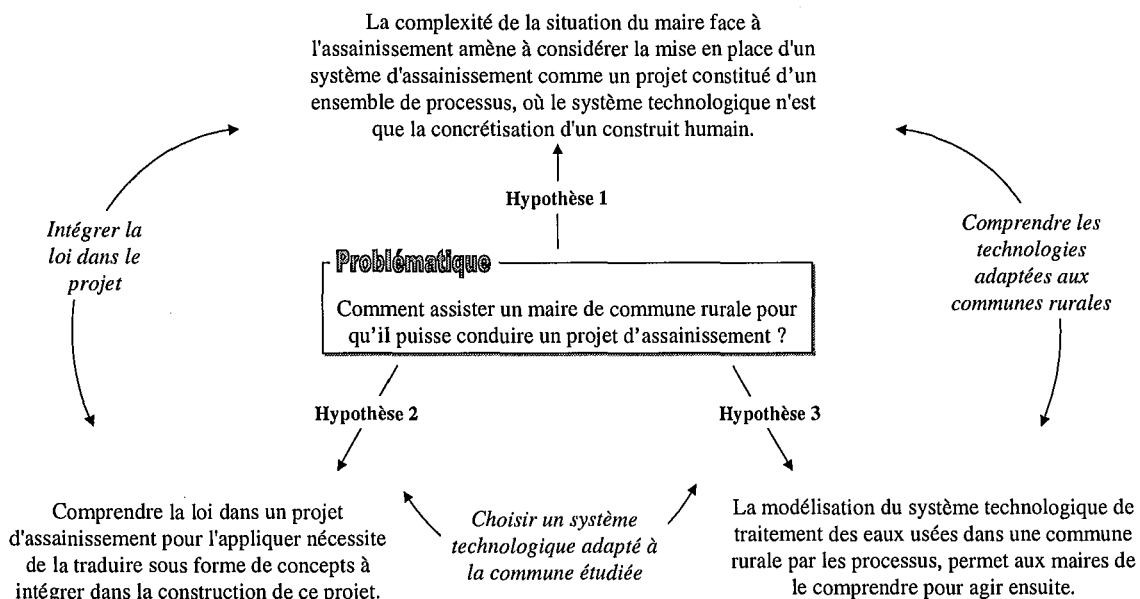 La complexité de la situation du maire face à
l'assainissement amène à considérer la mise en place d'un
système d'assainissement comme un projet constitué d'un
ensemble de processus, où le système technologique n'est
que la concrétisation d'un construit humain.
Hypothèse 1
Intégrer la
loi dans le
projet
Comprendre les
technologies
adaptées aux
communes rurales
Problématique
Comment assister un maire de commune rurale pour
qu'il puisse conduire un projet d'assainissement ?
Hypothèse 2
Hypothèse 3
Comprendre la loi dans un projet
d'assainissement pour l'appliquer nécessite
de la traduire sous forme de concepts à
intégrer dans la construction de ce projet.
Choisir un système
technologique adapté à
la commune étudiée
La modélisation du système technologique de
traitement des eaux usées dans une commune
rurale par les processus, permet aux maires de
le comprendre pour agir ensuite.